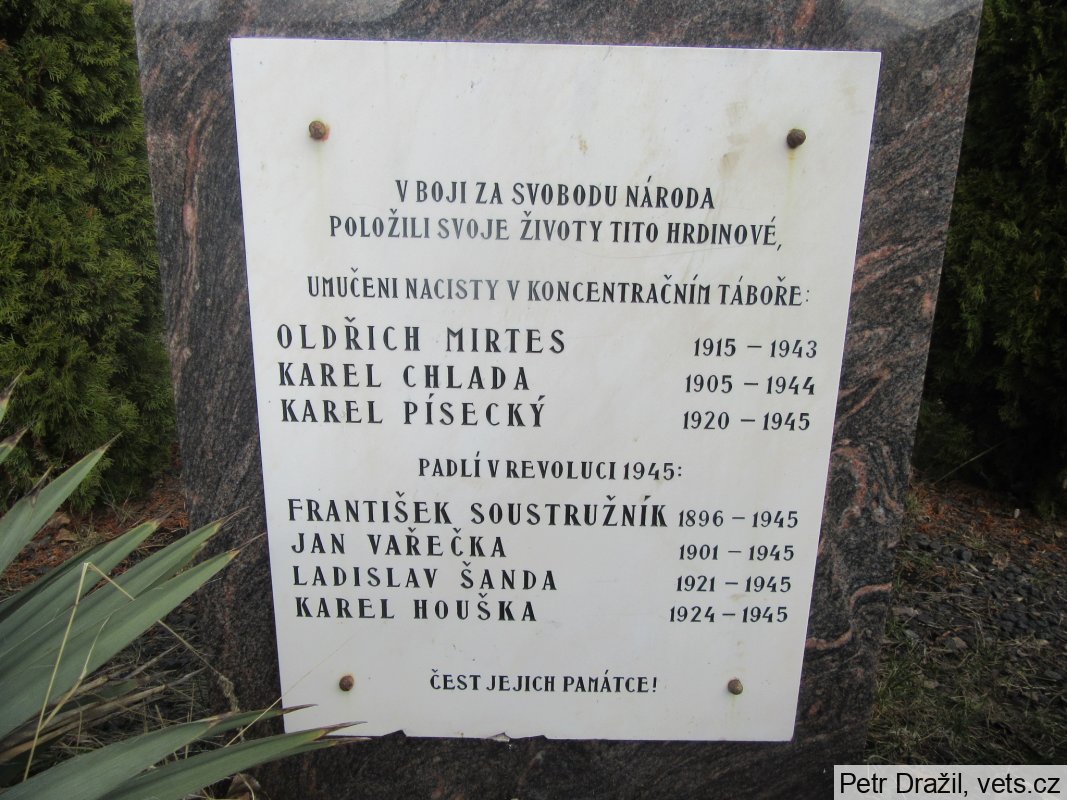 V BOJI ZA SVOBODU NÁRODA
POLOŽILI SVOJE ŽIVOTY TITO HRDINOVÉ,
UMUČENI NACISTY V KONCENTRAČNÍM TÁBOŘE:
OLDŘICH MIRTES 1915 – 1943
KAREL CHLADA 1905 – 1944
KAREL PÍSECKÝ 1920 – 1945
PADLÍ V REVOLUCI 1945:
FRANTIŠEK SOUSTRUŽNÍK 1896 – 1945
JAN VAŘEČKA 1901 – 1945
LADISLAV ŠANDA 1921 – 1945
KAREL HOUŠKA 1924 – 1945
ČEST JEJICH PAMÁTCE!
Petr Dražil, vets.cz